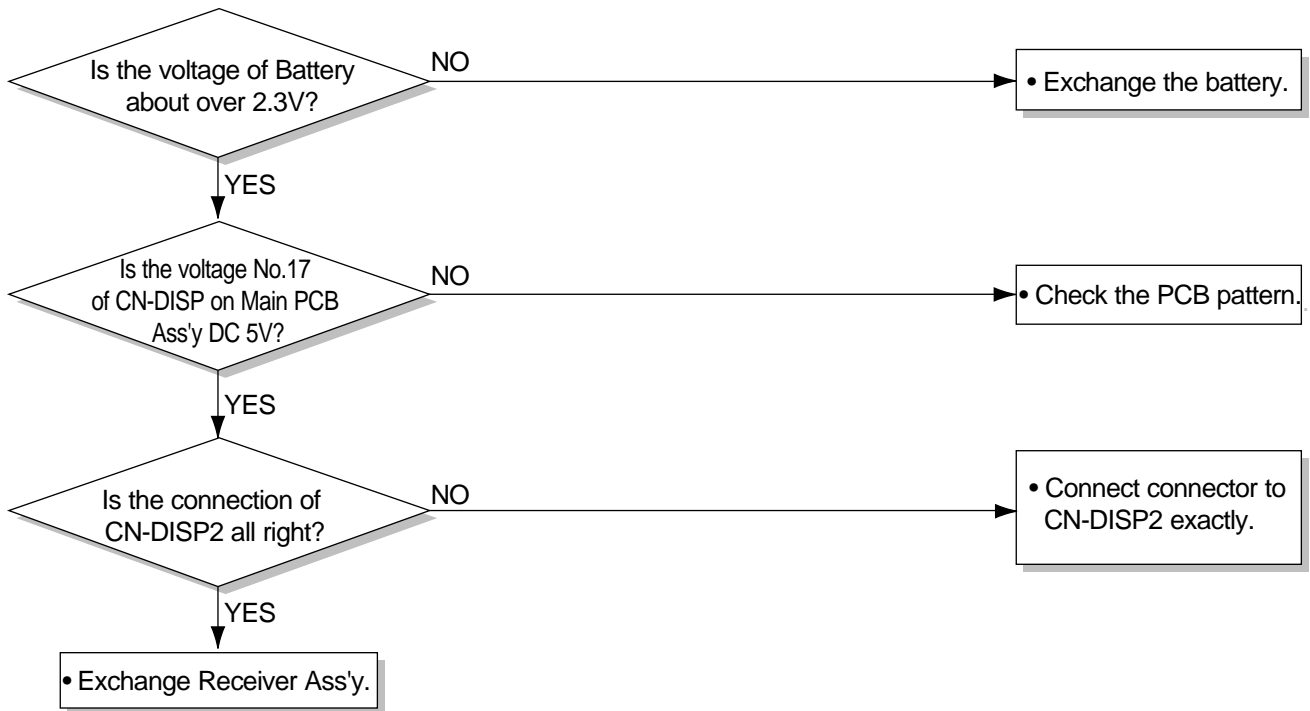 Is the voltage of Battery
about over 2.3V?
NO
• Exchange the battery.
YES
Is the voltage No.17
of CN-DISP on Main PCB
Ass'y DC 5V?
NO
• Check the PCB pattern.
YES
Is the connection of
CN-DISP2 all right?
NO
• Connect connector to
CN-DISP2 exactly.
YES
• Exchange Receiver Ass'y.